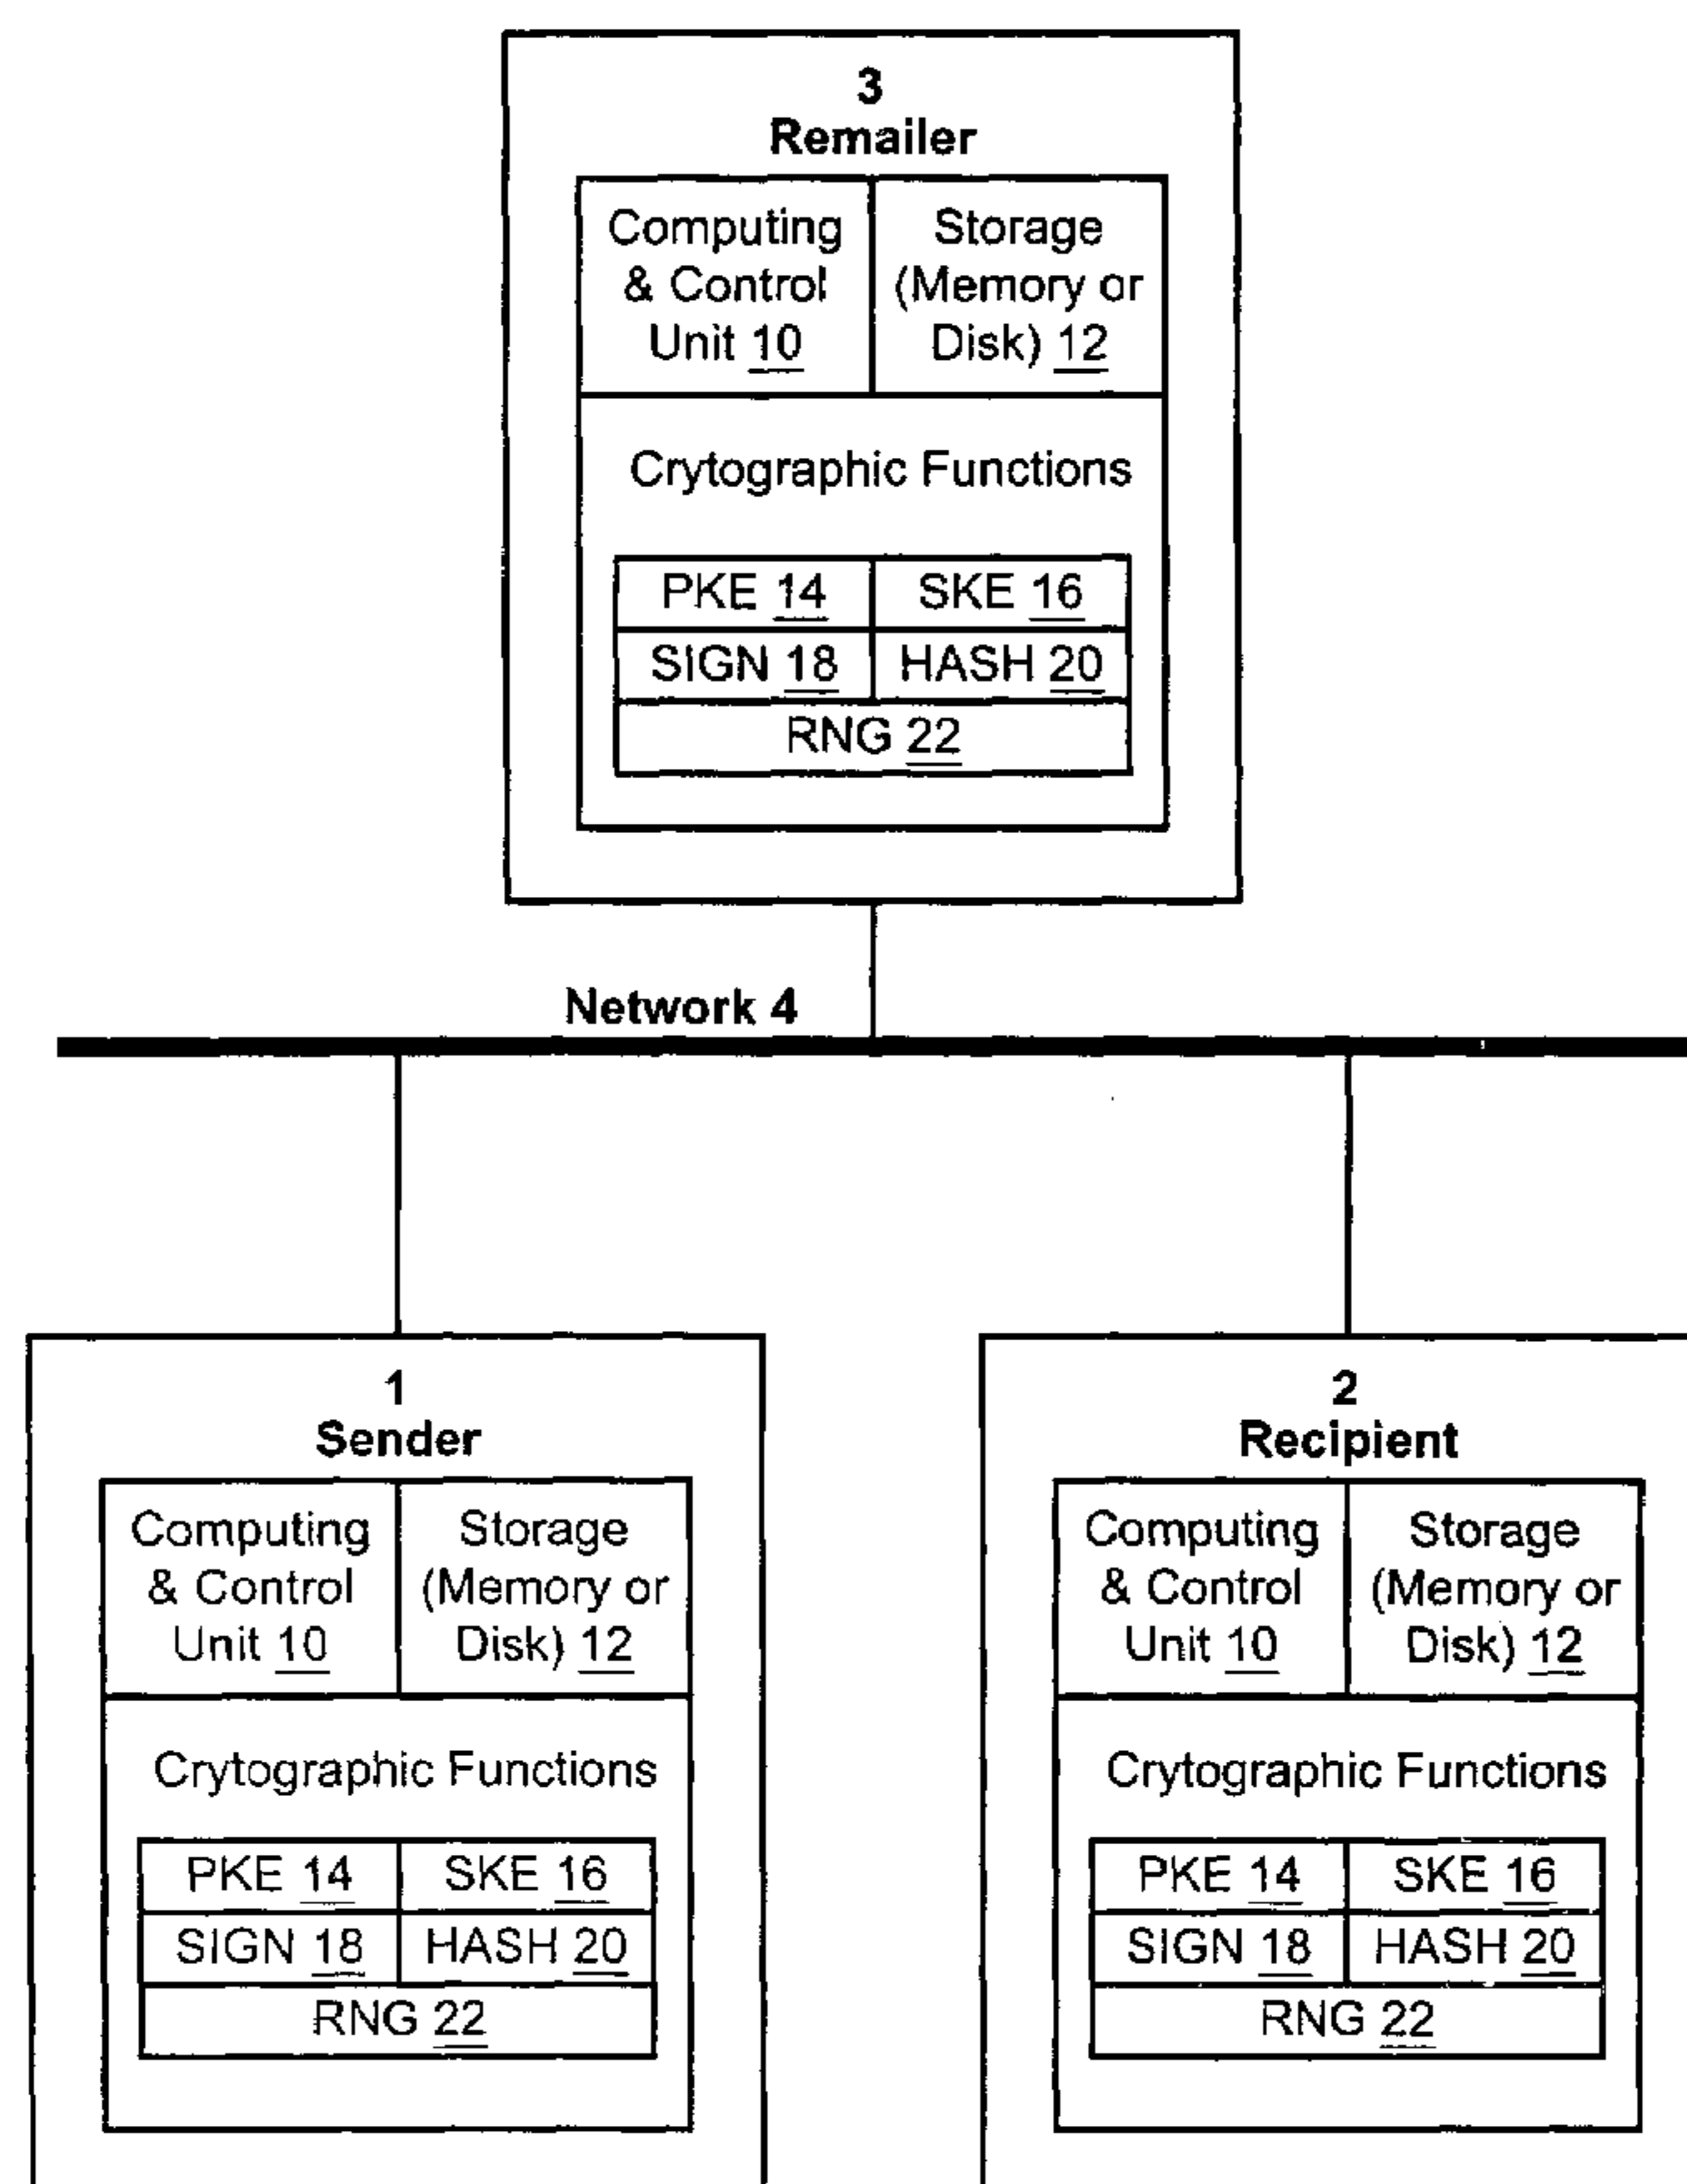 3
Remailer
Computing
& Control
Unit 10
Storage
(Memory or
Disk) 12
Crytographic Functions
PKE 14
SKE 16
SIGN 18
HASH 20
RNG 22
Network 4
1
Sender
Computing
& Control
Unit 10
Storage
(Memory or
Disk) 12
Crytographic Functions
PKE 14
SKE 16
SIGN 18
HASH 20
RNG 22
2
Recipient
Computing
& Control
Unit 10
Storage
(Memory or
Disk) 12
Crytographic Functions
PKE 14
SKE 16
SIGN 18
HASH 20
RNG 22